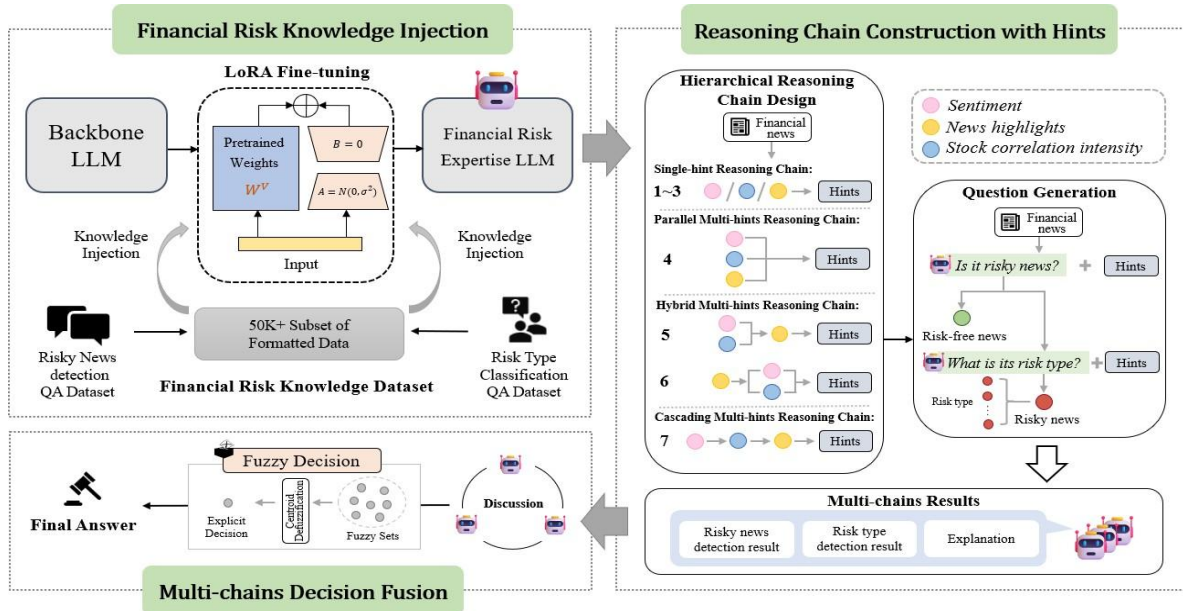 Financial Risk Knowledge Injection
LoRA Fine-tuning
Backbone
LLM
Pretrained
Weights
W^V
B = 0
A = N(0, σ²)
Input
Financial Risk
Expertise LLM
Knowledge
Injection
Knowledge
Injection
50K+ Subset of
Formatted Data
Risky News
detection
QA Dataset
Risk Type
Classification
QA Dataset
Financial Risk Knowledge Dataset
Reasoning Chain Construction with Hints
Hierarchical Reasoning
Chain Design
Financial
news
Single-hint Reasoning Chain:
1~3
/
/
Hints
Parallel Multi-hints Reasoning Chain:
4
Hints
Hybrid Multi-hints Reasoning Chain:
5
Hints
6
Hints
Cascading Multi-hints Reasoning Chain:
7
Hints
Sentiment
News highlights
Stock correlation intensity
Question Generation
Financial
news
Is it risky news?
+
Hints
Risk-free news
What is its risk type?
+
Hints
Risk type
Risky news
Multi-chains Results
Risky news
detection result
Risk type
detection result
Explanation
Discussion
Fuzzy Decision
Fuzzy Sets
Centroid
Defuzzification
Explicit
Decision
Final Answer
Multi-chains Decision Fusion